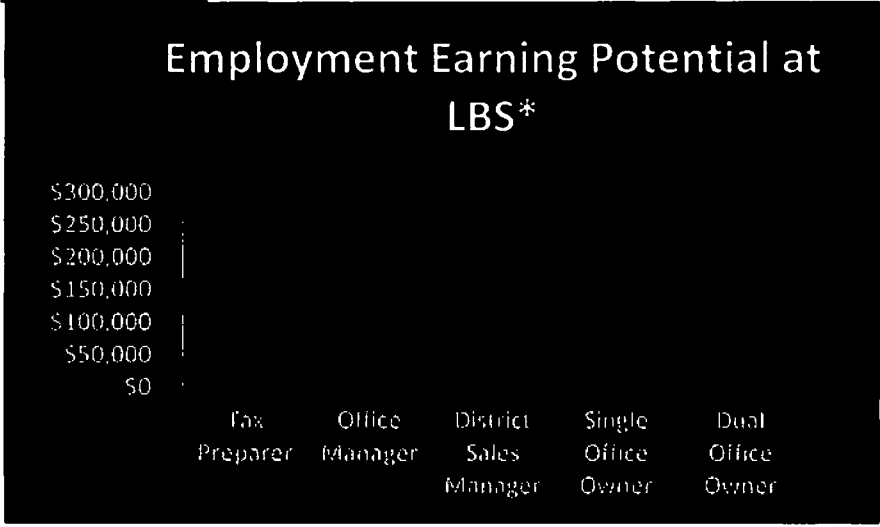 Employment Earning Potential at
LBS*
$300,000
$250,000
$200,000
$150,000
$100,000
$50,000
$0
Tax Office District Single Dual
Preparer Manager Sales Office Office
Manager Owner Owner